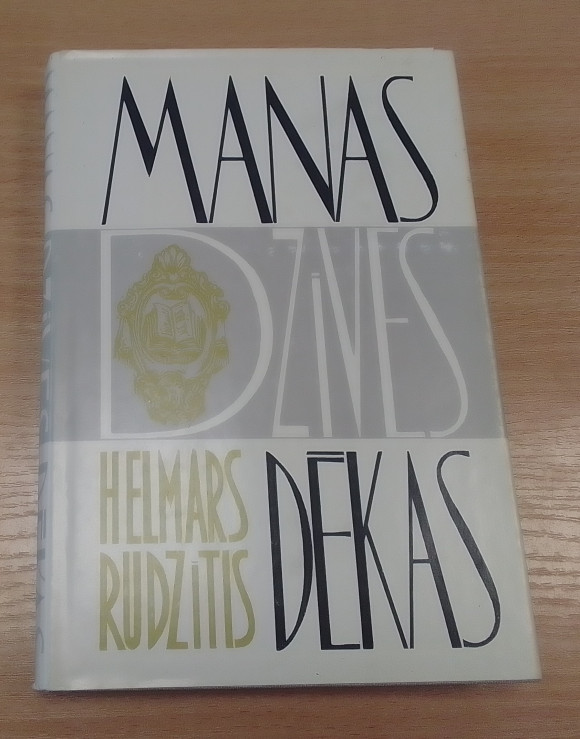 MANAS
DZĪVES
HELMARS
RUDZĪTIS
DĒKAS